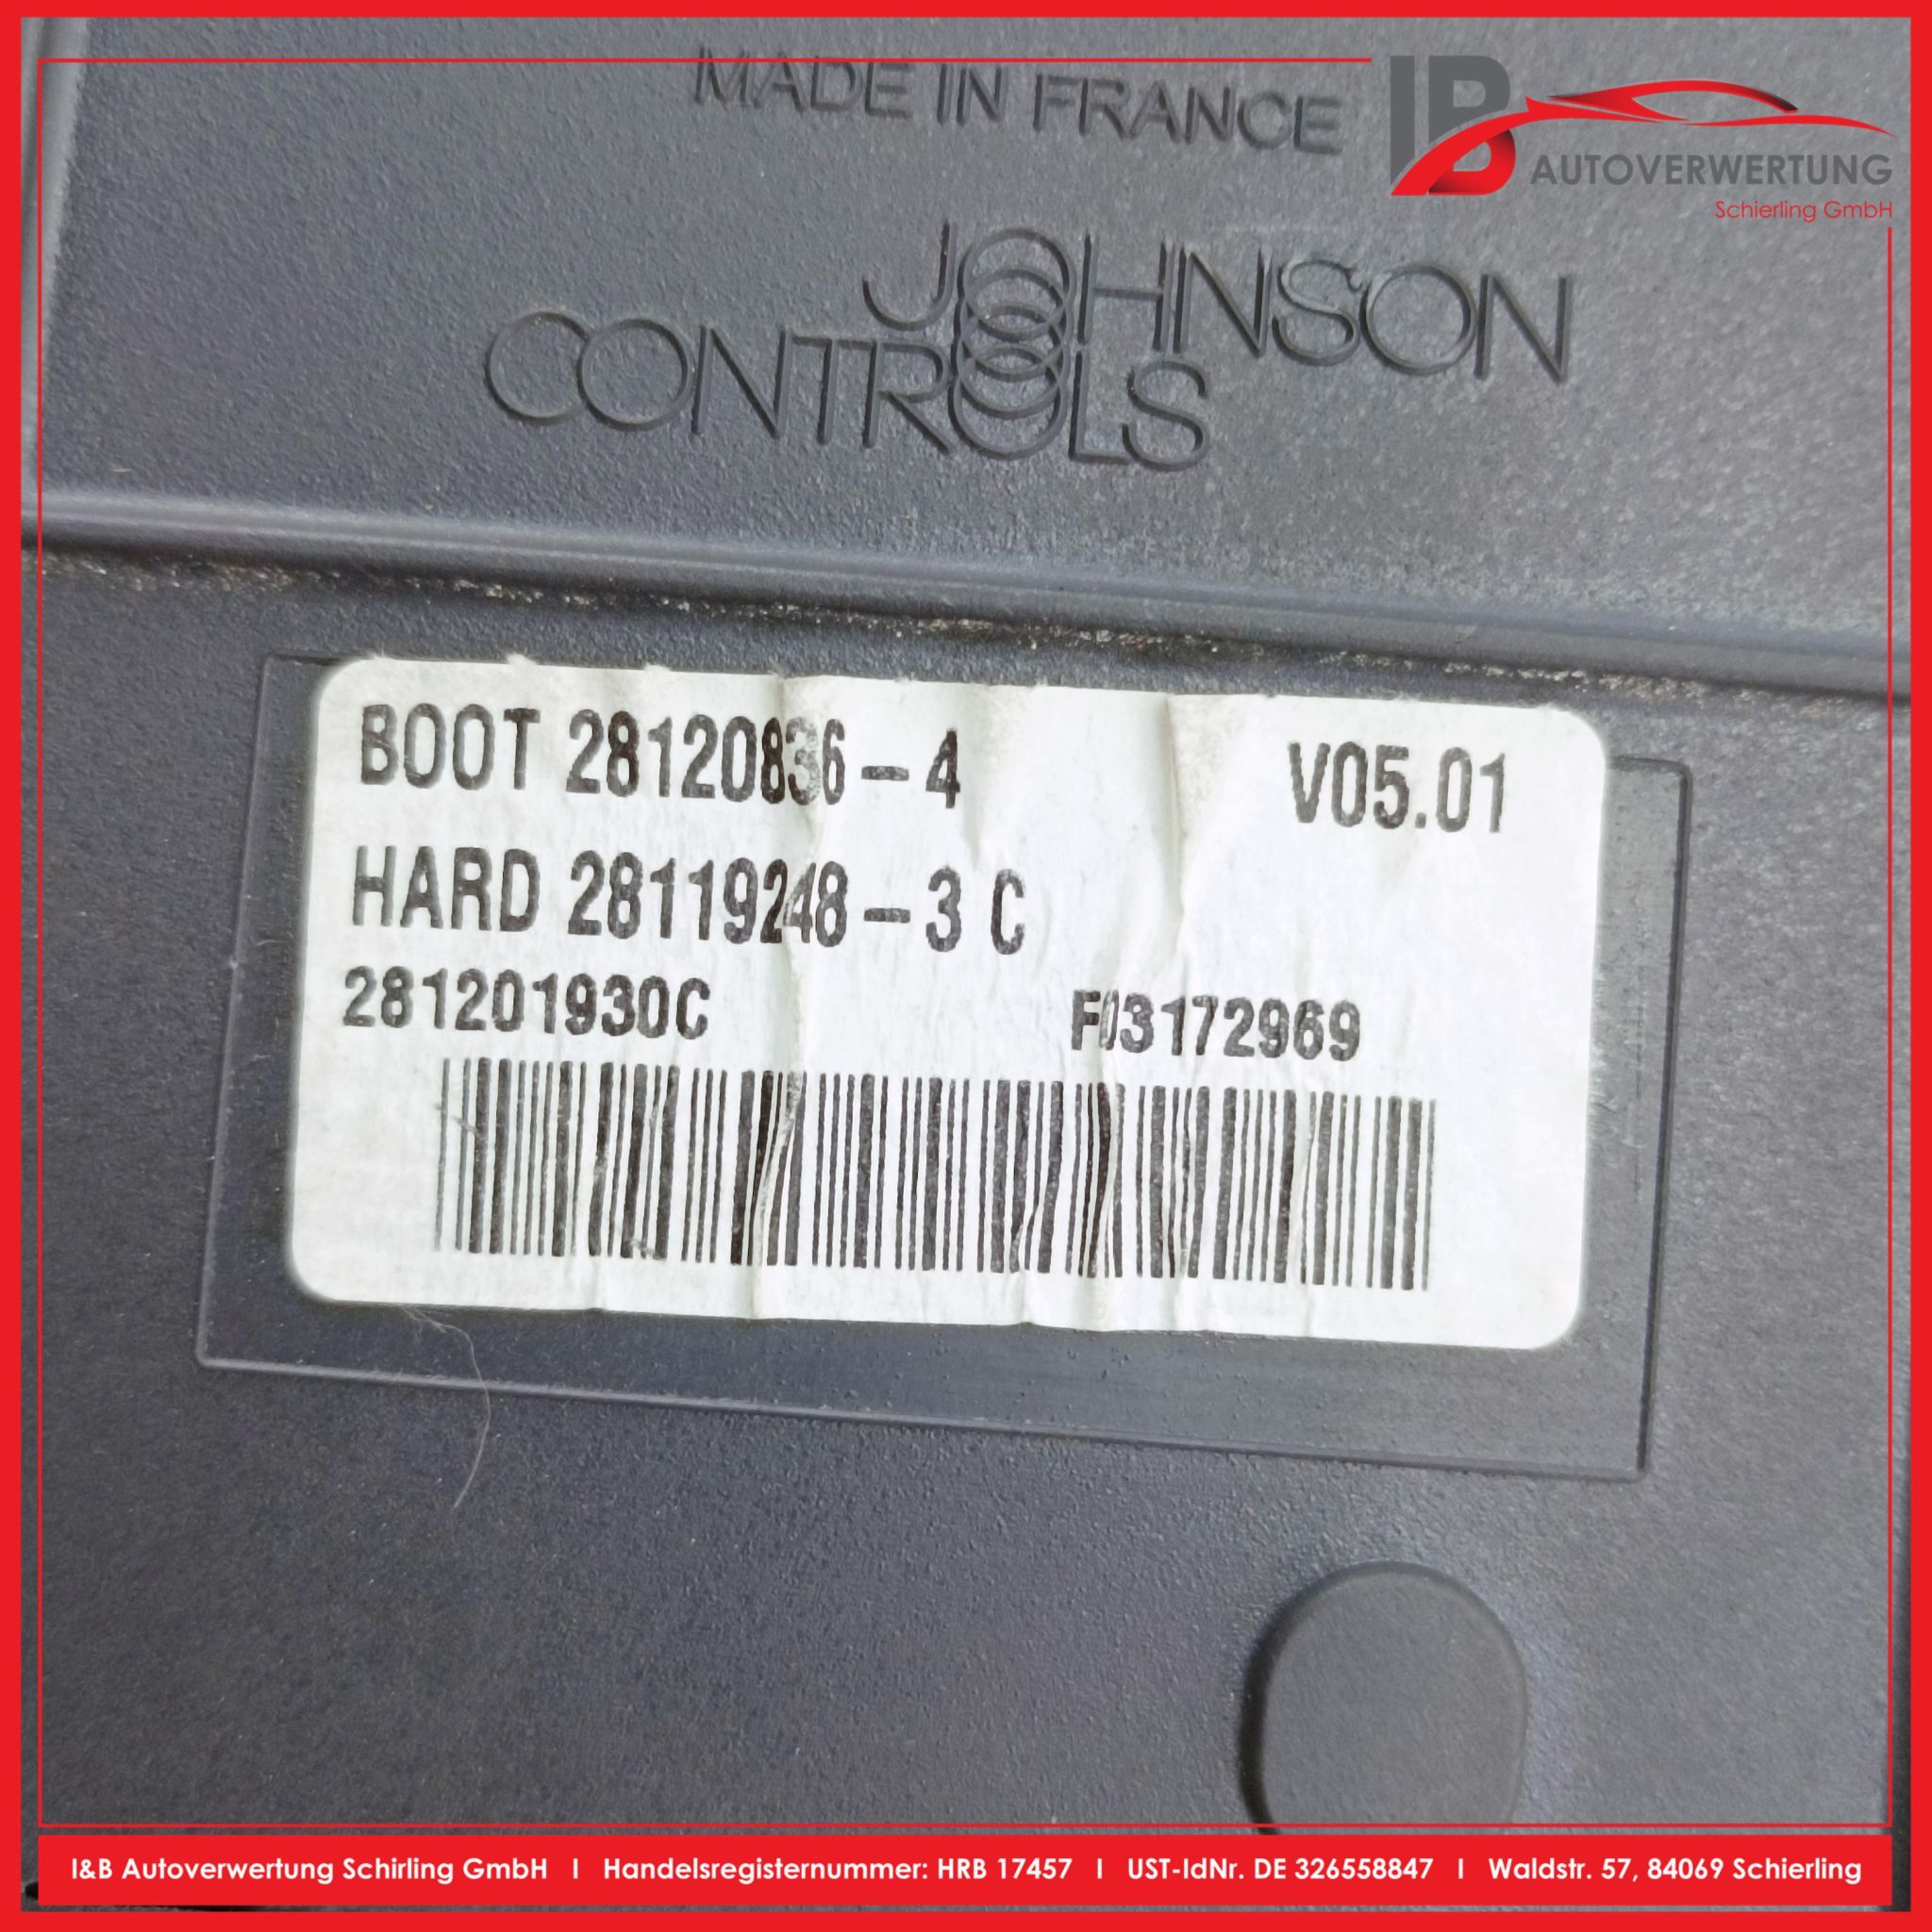 MADE IN FRANCE
IB
AUTOVERWERTUNG
Schierling GmbH
JOHNSON
CONTROLS
BOOT 28120836-4 V05.01
HARD 28119248-3 C
281201930C F03172969
I&B Autoverwertung Schirling GmbH I Handelsregisternummer: HRB 17457 I UST-IdNr. DE 326558847 I Waldstr. 57, 84069 Schierling